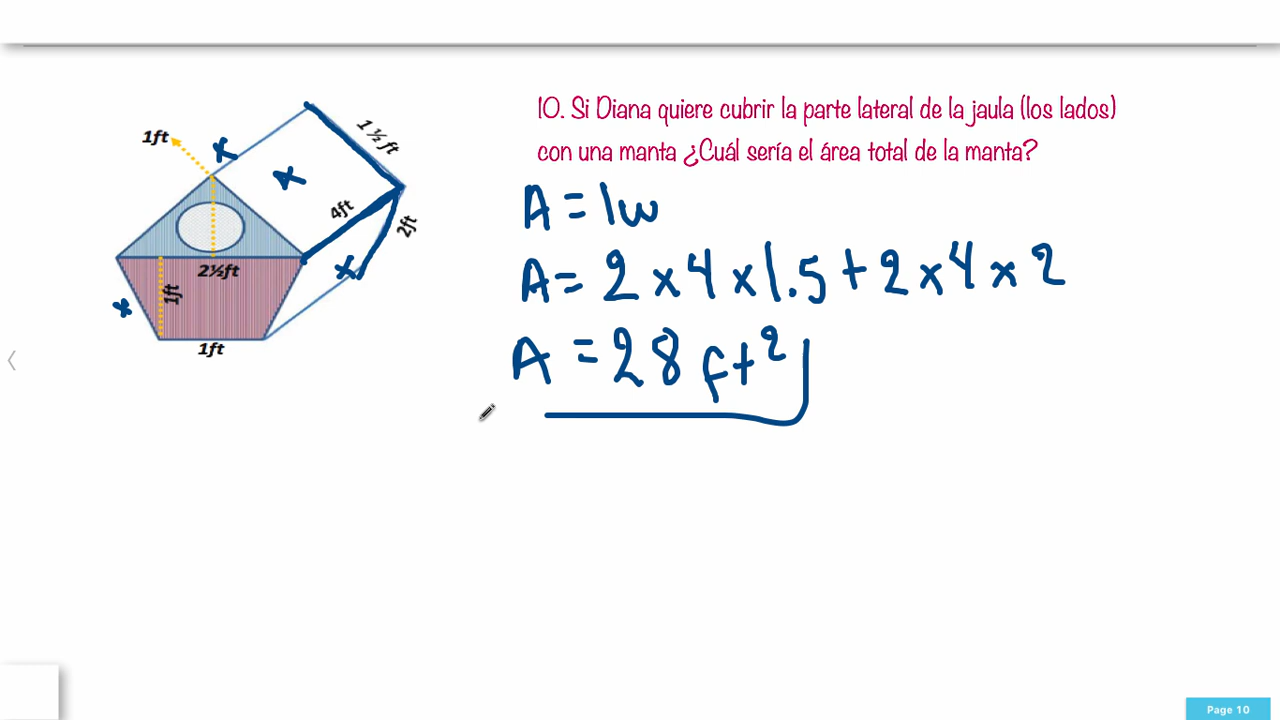 10. Si Diana quiere cubrir la parte lateral de la jaula (los lados)
con una manta ¿Cuál sería el área total de la manta?
A = lw
A = 2 x 4 x 1.5 + 2 x 4 x 2
A = 28 ft²
1ft
x
x
1 ½ ft
4ft
2ft
2½ft
x
1ft
x
1ft
Page 10